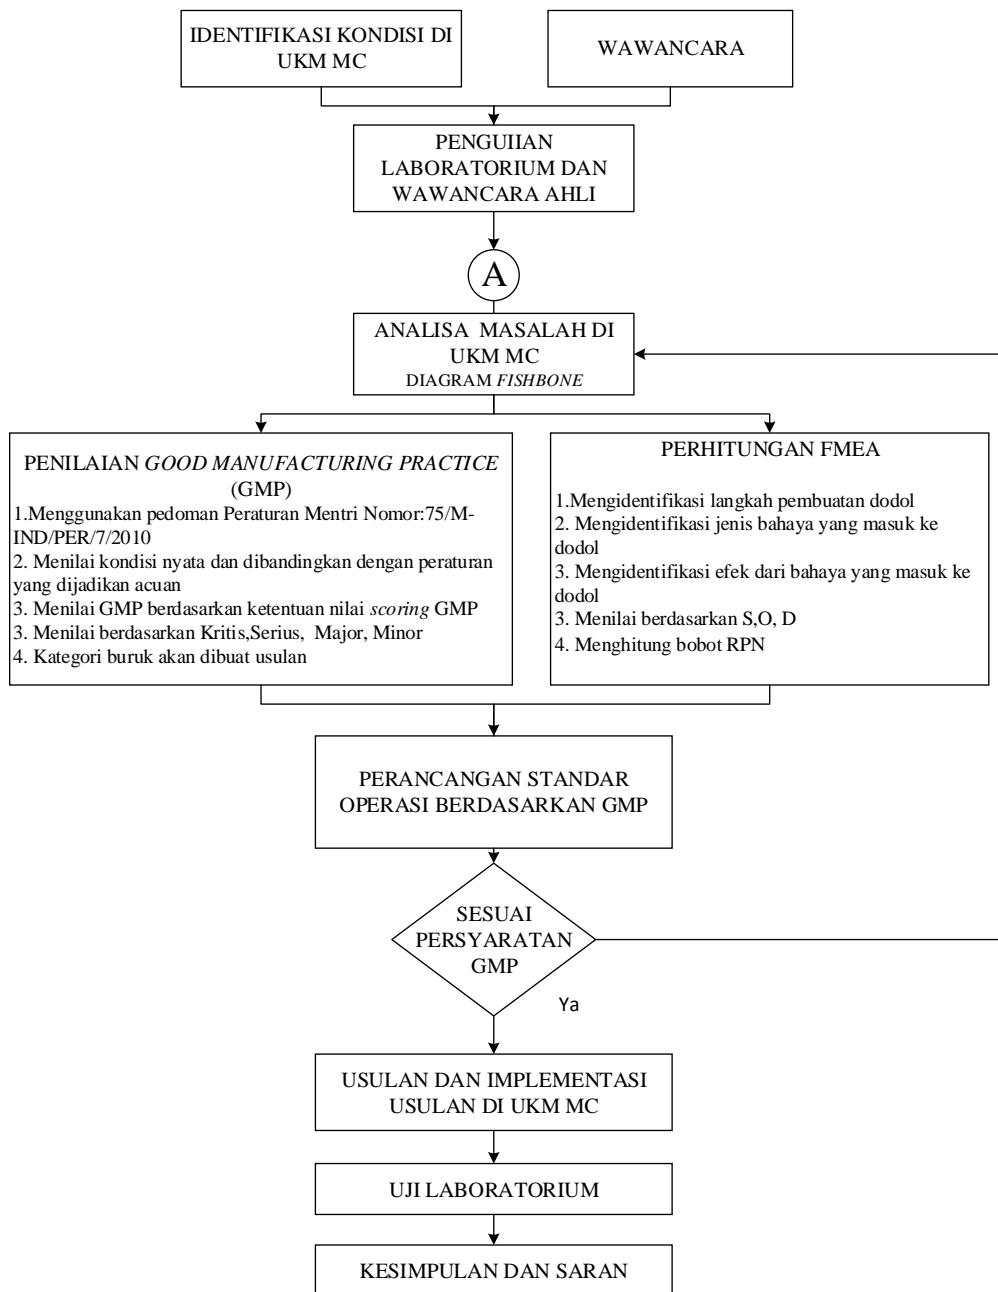 IDENTIFIKASI KONDISI DI
UKM MC
WAWANCARA
PENGUIIAN
LABORATORIUM DAN
WAWANCARA AHLI
A
ANALISA MASALAH DI
UKM MC
DIAGRAM FISHBONE
PENILAIAN GOOD MANUFACTURING PRACTICE
(GMP)
1.Menggunakan pedoman Peraturan Mentri Nomor:75/M-
IND/PER/7/2010
2. Menilai kondisi nyata dan dibandingkan dengan peraturan
yang dijadikan acuan
3. Menilai GMP berdasarkan ketentuan nilai scoring GMP
3. Menilai berdasarkan Kritis,Serius, Major, Minor
4. Kategori buruk akan dibuat usulan
PERHITUNGAN FMEA
1.Mengidentifikasi langkah pembuatan dodol
2. Mengidentifikasi jenis bahaya yang masuk ke
dodol
3. Mengidentifikasi efek dari bahaya yang masuk ke
dodol
3. Menilai berdasarkan S,O, D
4. Menghitung bobot RPN
PERANCANGAN STANDAR
OPERASI BERDASARKAN GMP
SESUAI
PERSYARATAN
GMP
Ya
USULAN DAN IMPLEMENTASI
USULAN DI UKM MC
UJI LABORATORIUM
KESIMPULAN DAN SARAN